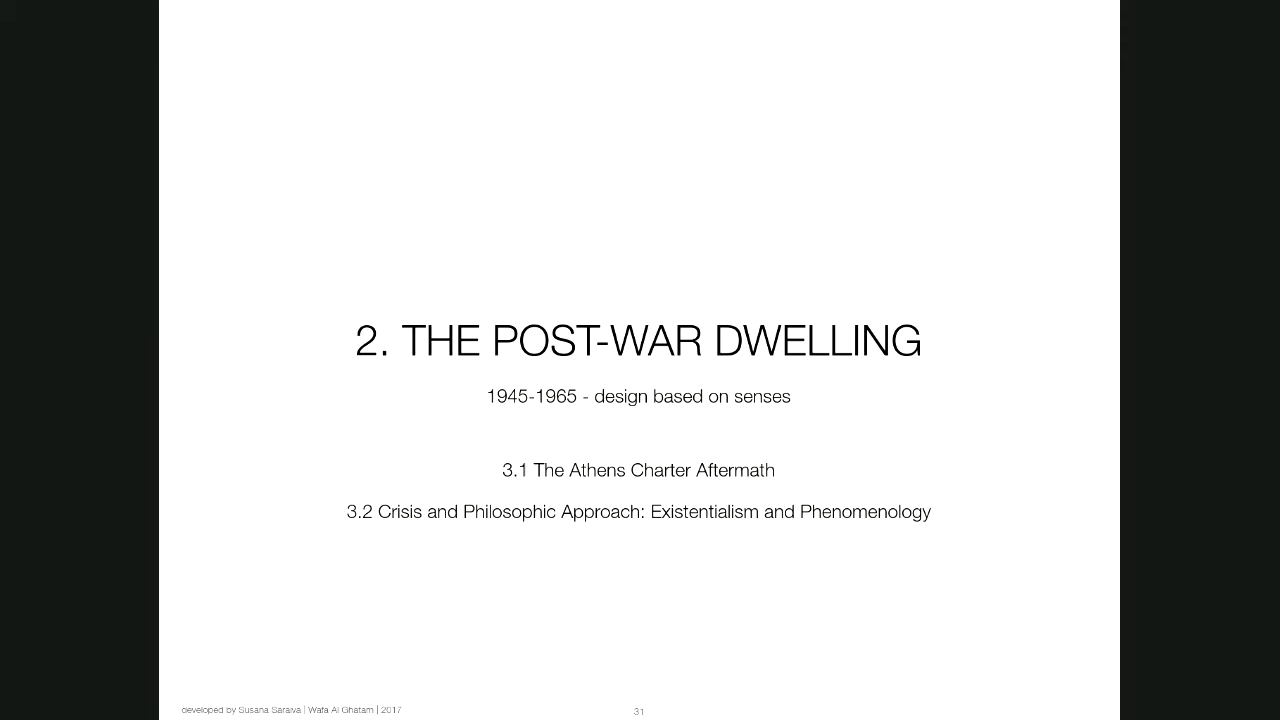 2. THE POST-WAR DWELLING
1945-1965 - design based on senses
3.1 The Athens Charter Aftermath
3.2 Crisis and Philosophic Approach: Existentialism and Phenomenology
developed by Susana Saraiva | Wafa Al Ghatam | 2017
31